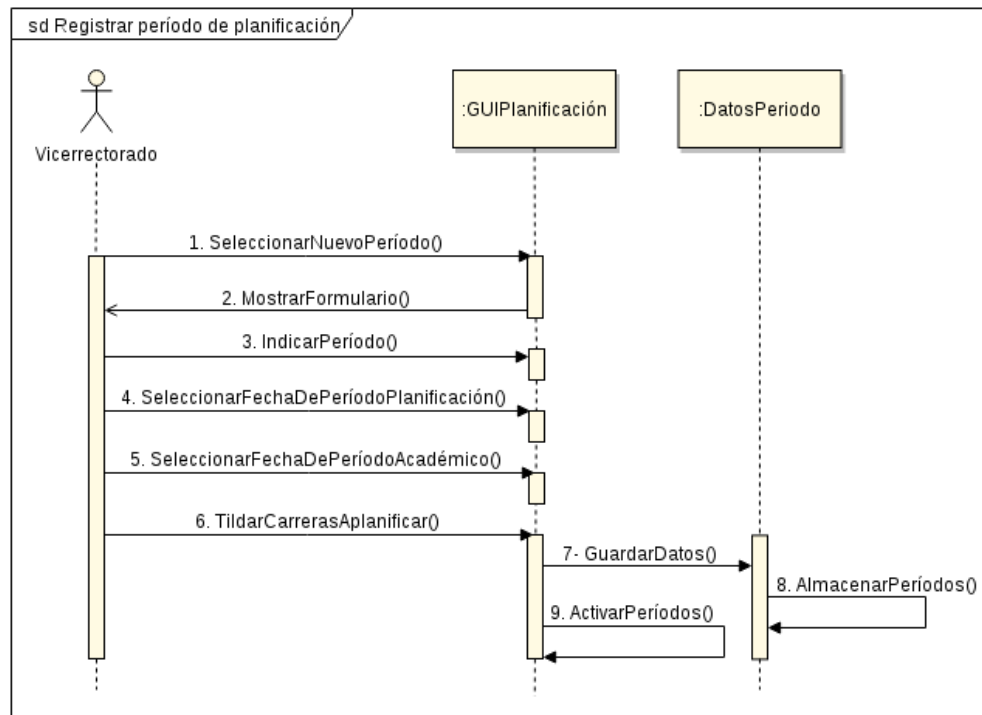 sd Registrar período de planificación
:GUIPlanificación
:DatosPeriodo
Vicerrectorado
1. SeleccionarNuevoPeríodo()
2. MostrarFormulario()
3. IndicarPeríodo()
4. SeleccionarFechaDePeríodoPlanificación()
5. SeleccionarFechaDePeríodoAcadémico()
6. TildarCarrerasAplanificar()
7- GuardarDatos()
8. AlmacenarPeríodos()
9. ActivarPeríodos()